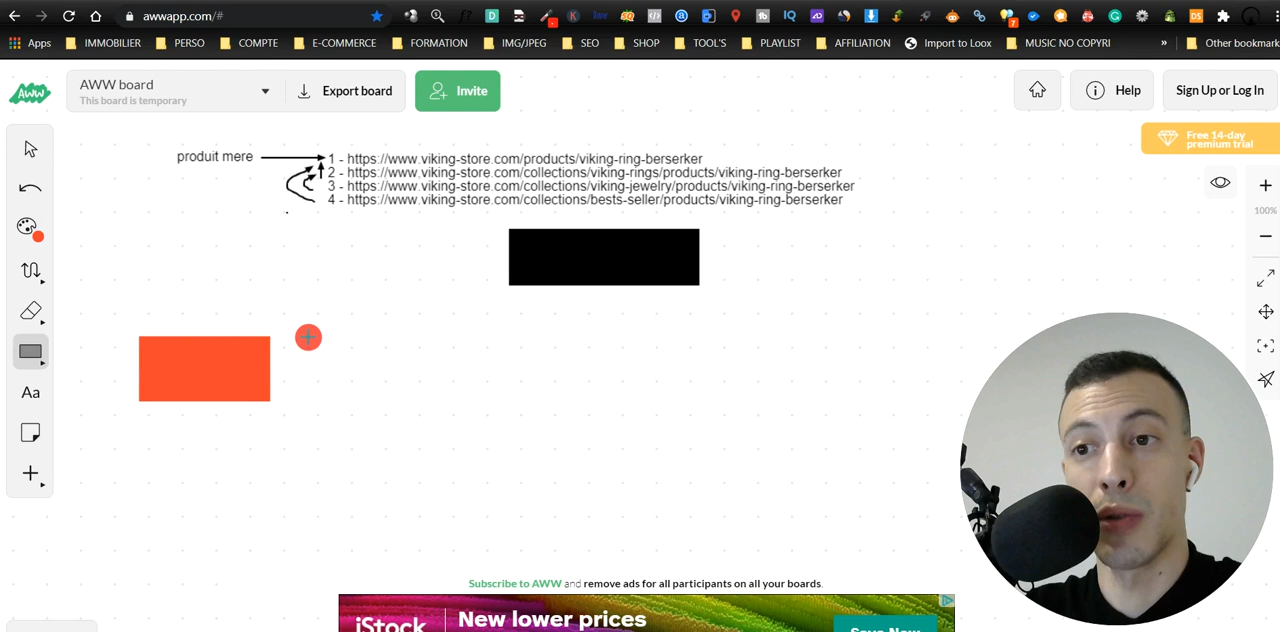 awwapp.com/#
Apps IMMOBILIER PERSO COMPTE E-COMMERCE FORMATION IMG/JPEG SEO SHOP TOOL'S PLAYLIST AFFILIATION Import to Loox MUSIC NO COPYRI » Other bookmark
AWW
AWW board
This board is temporary
Export board
Invite
Help
Sign Up or Log In
Free 14-day
premium trial
produit mere
1 - https://www.viking-store.com/products/viking-ring-berserker
2 - https://www.viking-store.com/collections/viking-rings/products/viking-ring-berserker
3 - https://www.viking-store.com/collections/viking-jewelry/products/viking-ring-berserker
4 - https://www.viking-store.com/collections/bests-seller/products/viking-ring-berserker
100%
Aa
Subscribe to AWW and remove ads for all participants on all your boards.
iStock
New lower prices
Save Now